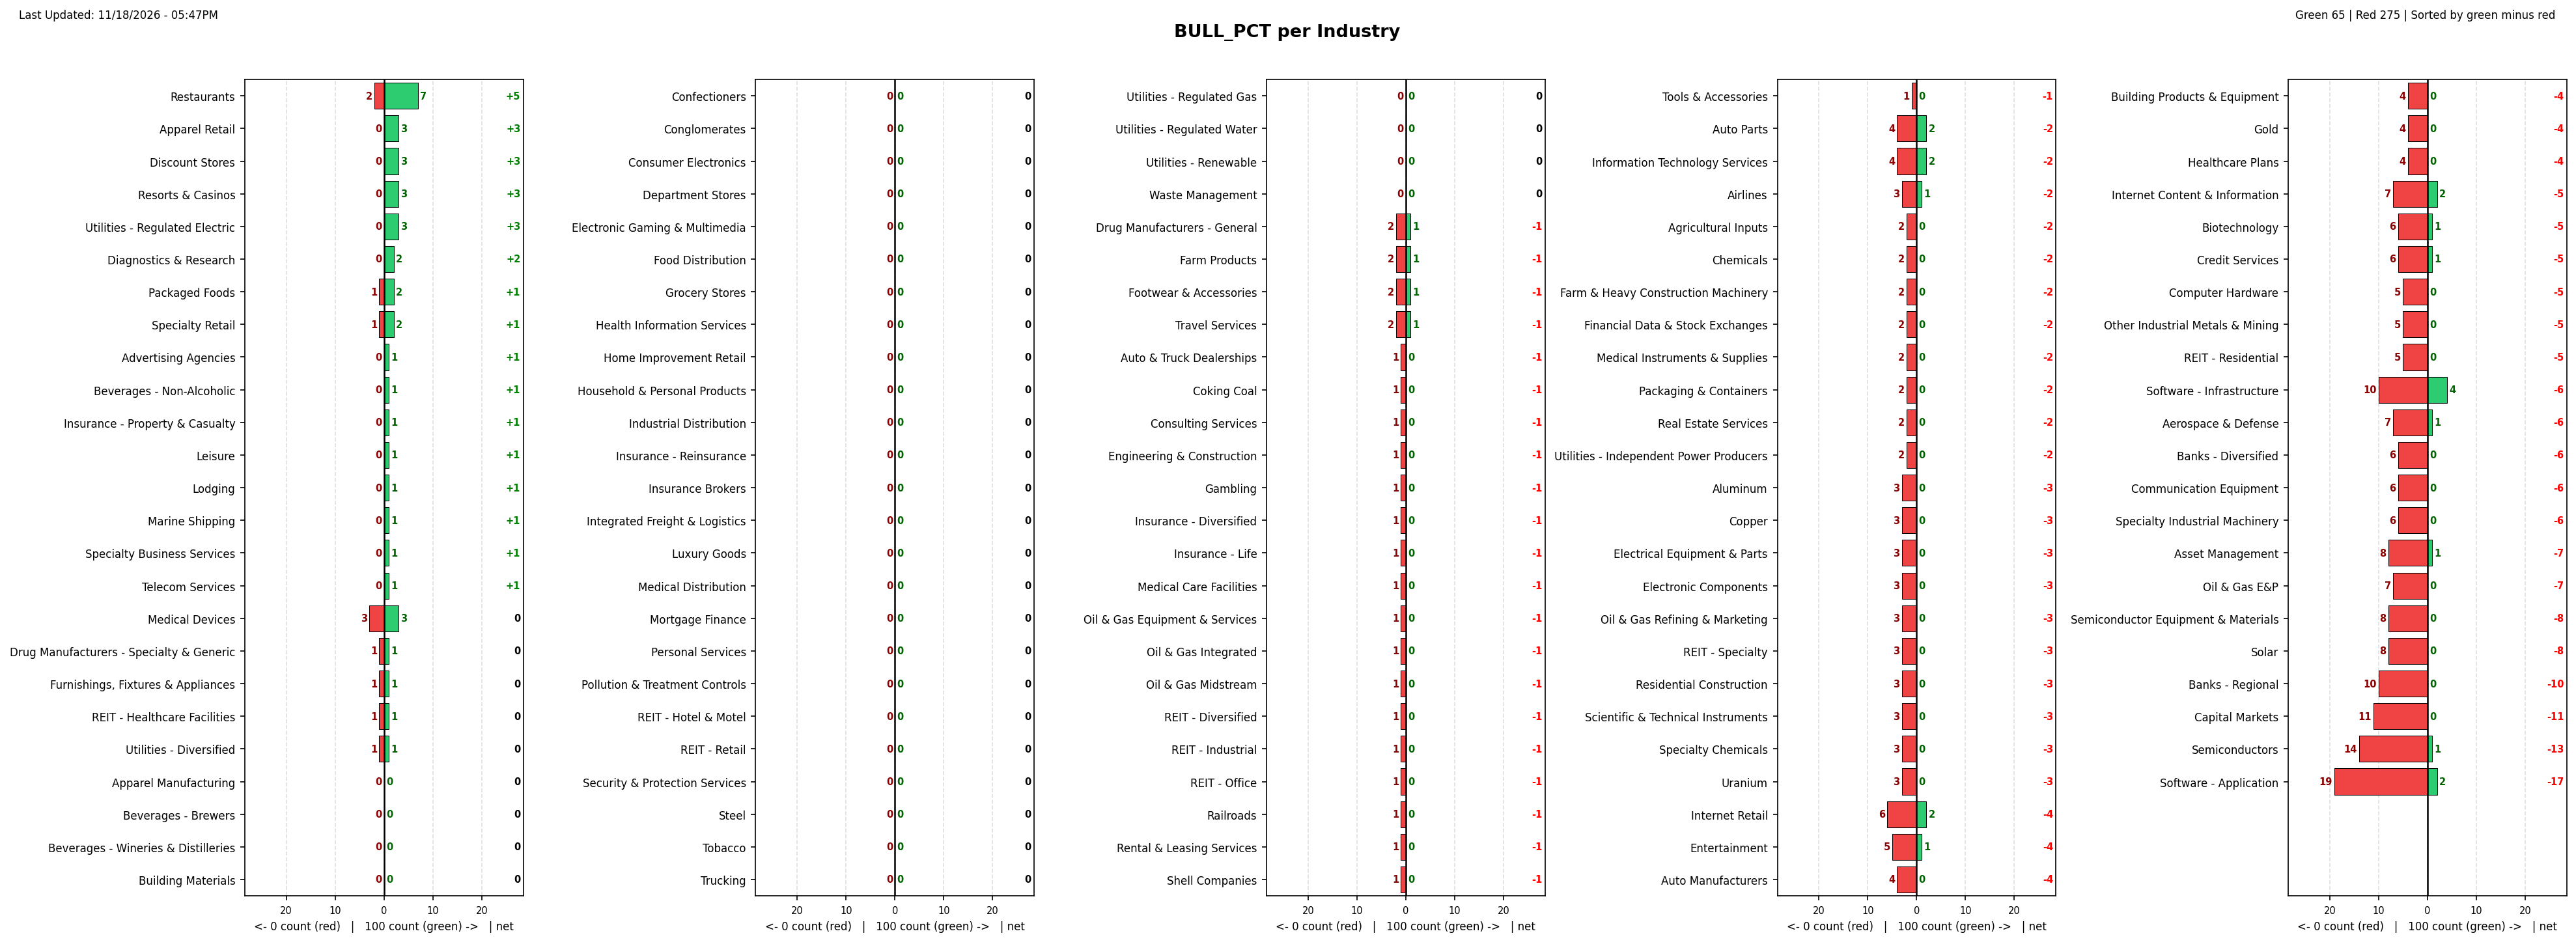 Last Updated: 11/18/2026 - 05:47PM
Green 65 | Red 275 | Sorted by green minus red
BULL_PCT per Industry
Restaurants 2 7 +5
Apparel Retail 0 3 +3
Discount Stores 0 3 +3
Resorts & Casinos 0 3 +3
Utilities - Regulated Electric 0 3 +3
Diagnostics & Research 0 2 +2
Packaged Foods 1 2 +1
Specialty Retail 1 2 +1
Advertising Agencies 0 1 +1
Beverages - Non-Alcoholic 0 1 +1
Insurance - Property & Casualty 0 1 +1
Leisure 0 1 +1
Lodging 0 1 +1
Marine Shipping 0 1 +1
Specialty Business Services 0 1 +1
Telecom Services 0 1 +1
Medical Devices 3 3 0
Drug Manufacturers - Specialty & Generic 1 1 0
Furnishings, Fixtures & Appliances 1 1 0
REIT - Healthcare Facilities 1 1 0
Utilities - Diversified 1 1 0
Apparel Manufacturing 0 0 0
Beverages - Brewers 0 0 0
Beverages - Wineries & Distilleries 0 0 0
Building Materials 0 0 0
20 10 0 10 20
<- 0 count (red) | 100 count (green) -> | net
Confectioners 0 0 0
Conglomerates 0 0 0
Consumer Electronics 0 0 0
Department Stores 0 0 0
Electronic Gaming & Multimedia 0 0 0
Food Distribution 0 0 0
Grocery Stores 0 0 0
Health Information Services 0 0 0
Home Improvement Retail 0 0 0
Household & Personal Products 0 0 0
Industrial Distribution 0 0 0
Insurance - Reinsurance 0 0 0
Insurance Brokers 0 0 0
Integrated Freight & Logistics 0 0 0
Luxury Goods 0 0 0
Medical Distribution 0 0 0
Mortgage Finance 0 0 0
Personal Services 0 0 0
Pollution & Treatment Controls 0 0 0
REIT - Hotel & Motel 0 0 0
REIT - Retail 0 0 0
Security & Protection Services 0 0 0
Steel 0 0 0
Tobacco 0 0 0
Trucking 0 0 0
20 10 0 10 20
<- 0 count (red) | 100 count (green) -> | net
Utilities - Regulated Gas 0 0 0
Utilities - Regulated Water 0 0 0
Utilities - Renewable 0 0 0
Waste Management 0 0 0
Drug Manufacturers - General 2 1 -1
Farm Products 2 1 -1
Footwear & Accessories 2 1 -1
Travel Services 2 1 -1
Auto & Truck Dealerships 1 0 -1
Coking Coal 1 0 -1
Consulting Services 1 0 -1
Engineering & Construction 1 0 -1
Gambling 1 0 -1
Insurance - Diversified 1 0 -1
Insurance - Life 1 0 -1
Medical Care Facilities 1 0 -1
Oil & Gas Equipment & Services 1 0 -1
Oil & Gas Integrated 1 0 -1
Oil & Gas Midstream 1 0 -1
REIT - Diversified 1 0 -1
REIT - Industrial 1 0 -1
REIT - Office 1 0 -1
Railroads 1 0 -1
Rental & Leasing Services 1 0 -1
Shell Companies 1 0 -1
20 10 0 10 20
<- 0 count (red) | 100 count (green) -> | net
Tools & Accessories 1 0 -1
Auto Parts 4 2 -2
Information Technology Services 4 2 -2
Airlines 3 1 -2
Agricultural Inputs 2 0 -2
Chemicals 2 0 -2
Farm & Heavy Construction Machinery 2 0 -2
Financial Data & Stock Exchanges 2 0 -2
Medical Instruments & Supplies 2 0 -2
Packaging & Containers 2 0 -2
Real Estate Services 2 0 -2
Utilities - Independent Power Producers 2 0 -2
Aluminum 3 0 -3
Copper 3 0 -3
Electrical Equipment & Parts 3 0 -3
Electronic Components 3 0 -3
Oil & Gas Refining & Marketing 3 0 -3
REIT - Specialty 3 0 -3
Residential Construction 3 0 -3
Scientific & Technical Instruments 3 0 -3
Specialty Chemicals 3 0 -3
Uranium 3 0 -3
Internet Retail 6 2 -4
Entertainment 5 1 -4
Auto Manufacturers 4 0 -4
20 10 0 10 20
<- 0 count (red) | 100 count (green) -> | net
Building Products & Equipment 4 0 -4
Gold 4 0 -4
Healthcare Plans 4 0 -4
Internet Content & Information 7 2 -5
Biotechnology 6 1 -5
Credit Services 6 1 -5
Computer Hardware 5 0 -5
Other Industrial Metals & Mining 5 0 -5
REIT - Residential 5 0 -5
Software - Infrastructure 10 4 -6
Aerospace & Defense 7 1 -6
Banks - Diversified 6 0 -6
Communication Equipment 6 0 -6
Specialty Industrial Machinery 6 0 -6
Asset Management 8 1 -7
Oil & Gas E&P 7 0 -7
Semiconductor Equipment & Materials 8 0 -8
Solar 8 0 -8
Banks - Regional 10 0 -10
Capital Markets 11 0 -11
Semiconductors 14 1 -13
Software - Application 19 2 -17
20 10 0 10 20
<- 0 count (red) | 100 count (green) -> | net